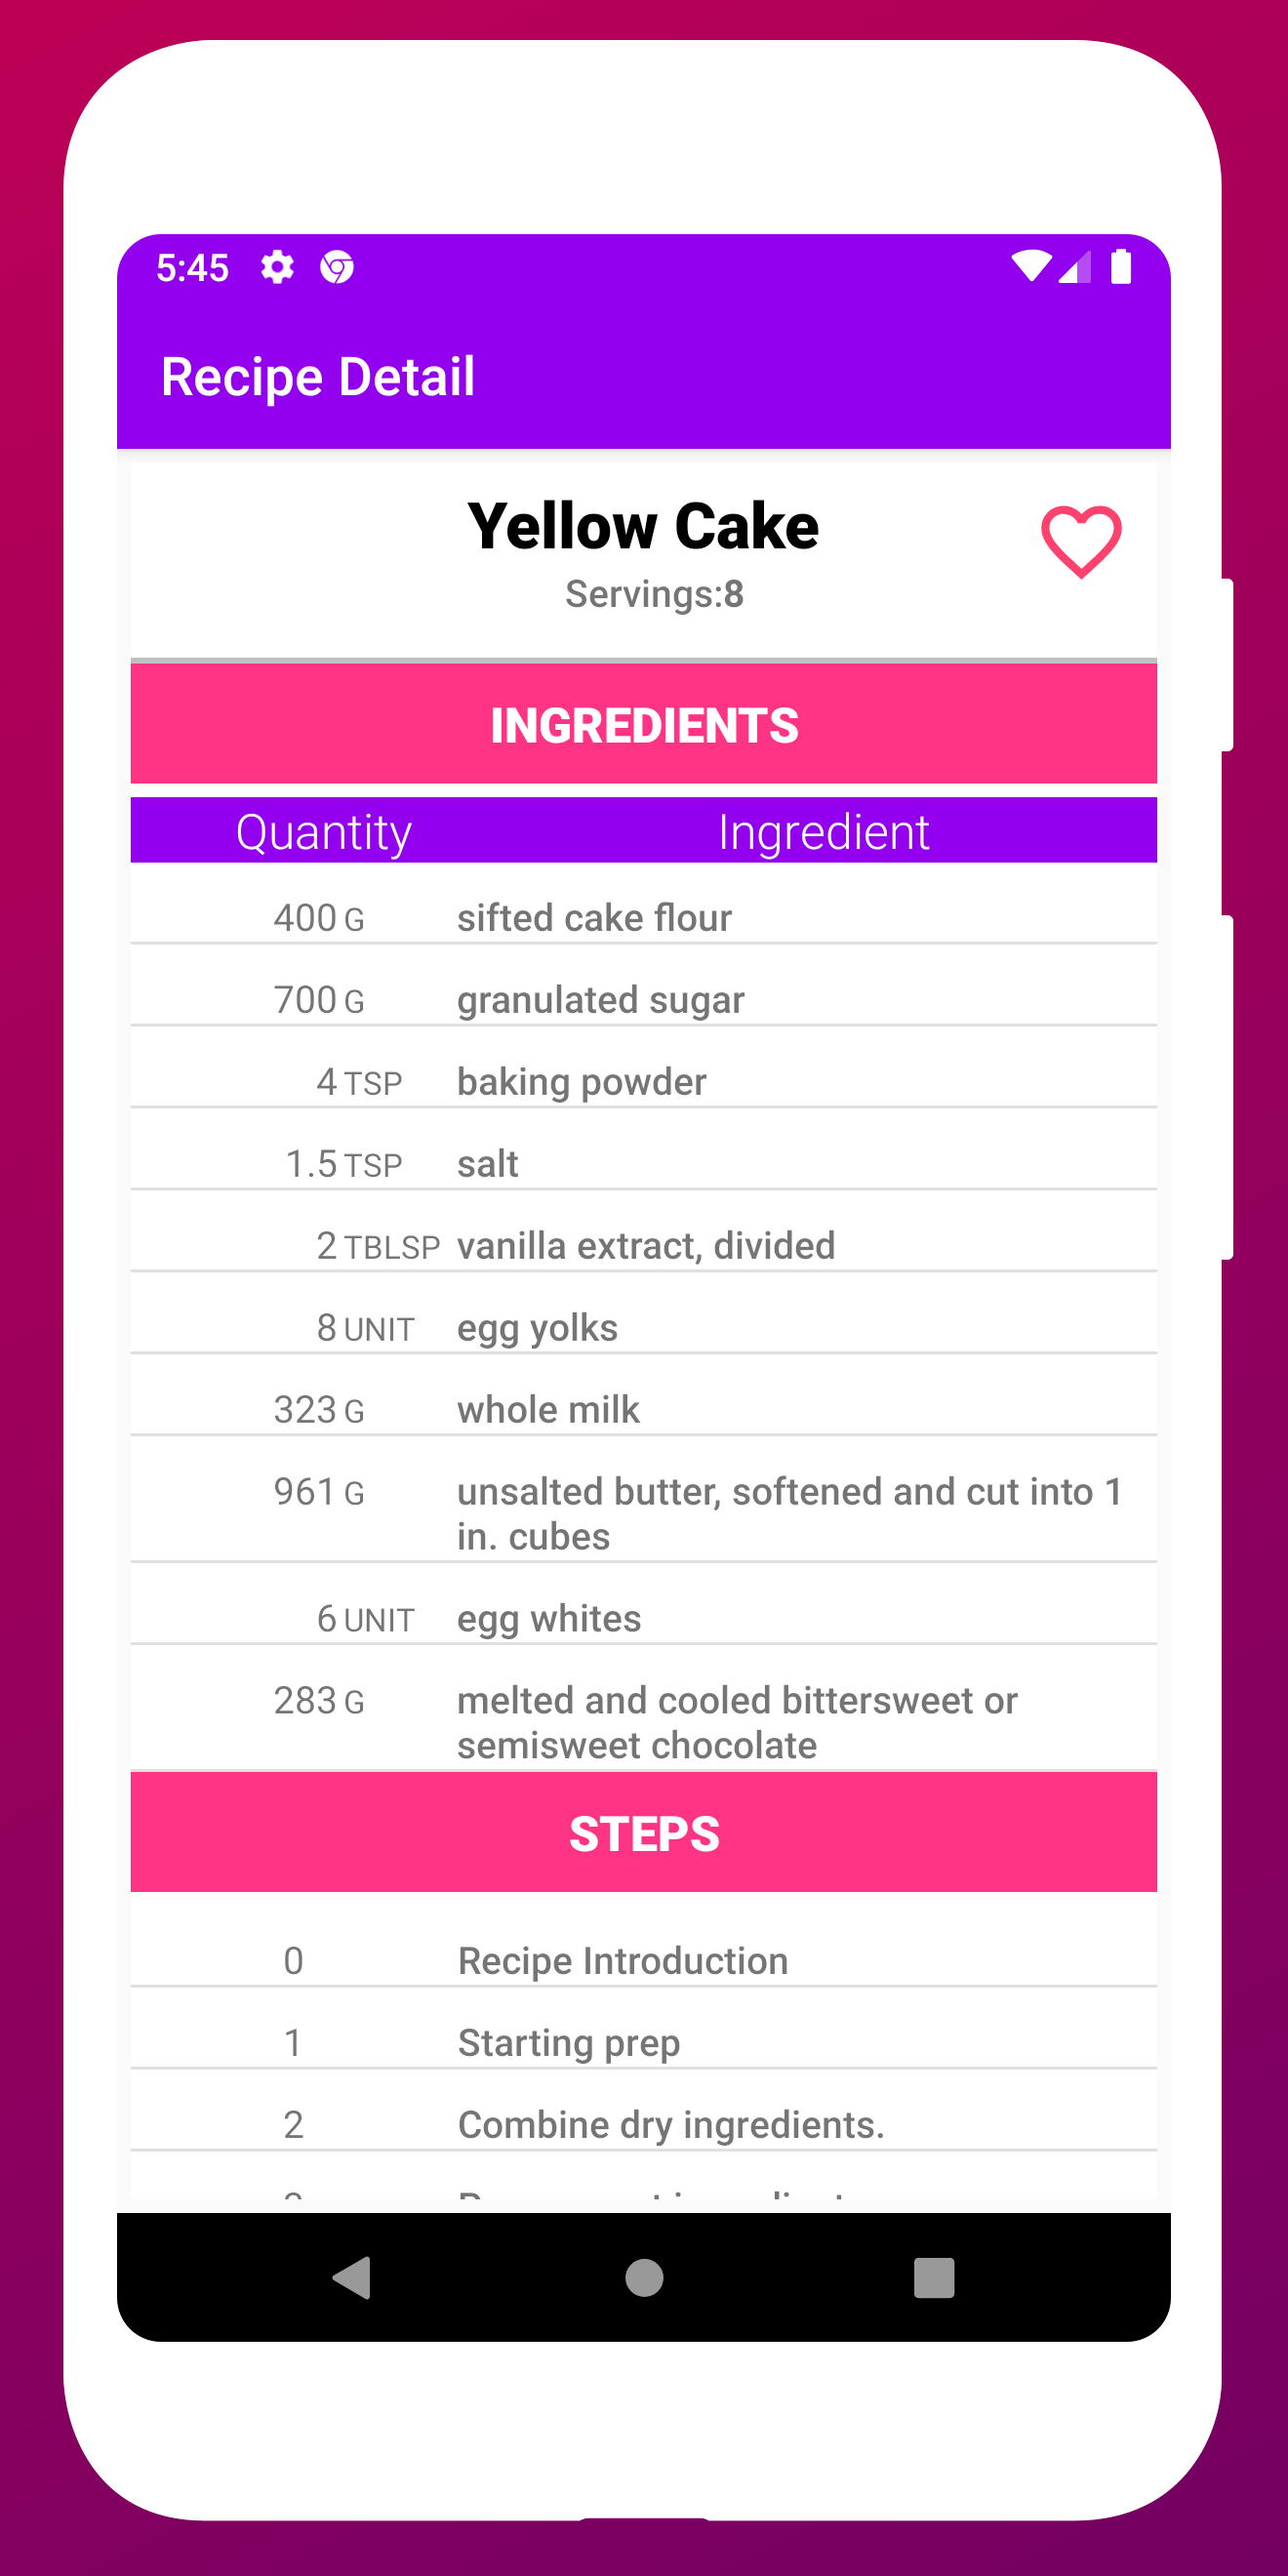 5:45
Recipe Detail
Yellow Cake
Servings:8
INGREDIENTS
Quantity Ingredient
400 G sifted cake flour
700 G granulated sugar
4 TSP baking powder
1.5 TSP salt
2 TBLSP vanilla extract, divided
8 UNIT egg yolks
323 G whole milk
961 G unsalted butter, softened and cut into 1
in. cubes
6 UNIT egg whites
283 G melted and cooled bittersweet or
semisweet chocolate
STEPS
0 Recipe Introduction
1 Starting prep
2 Combine dry ingredients.